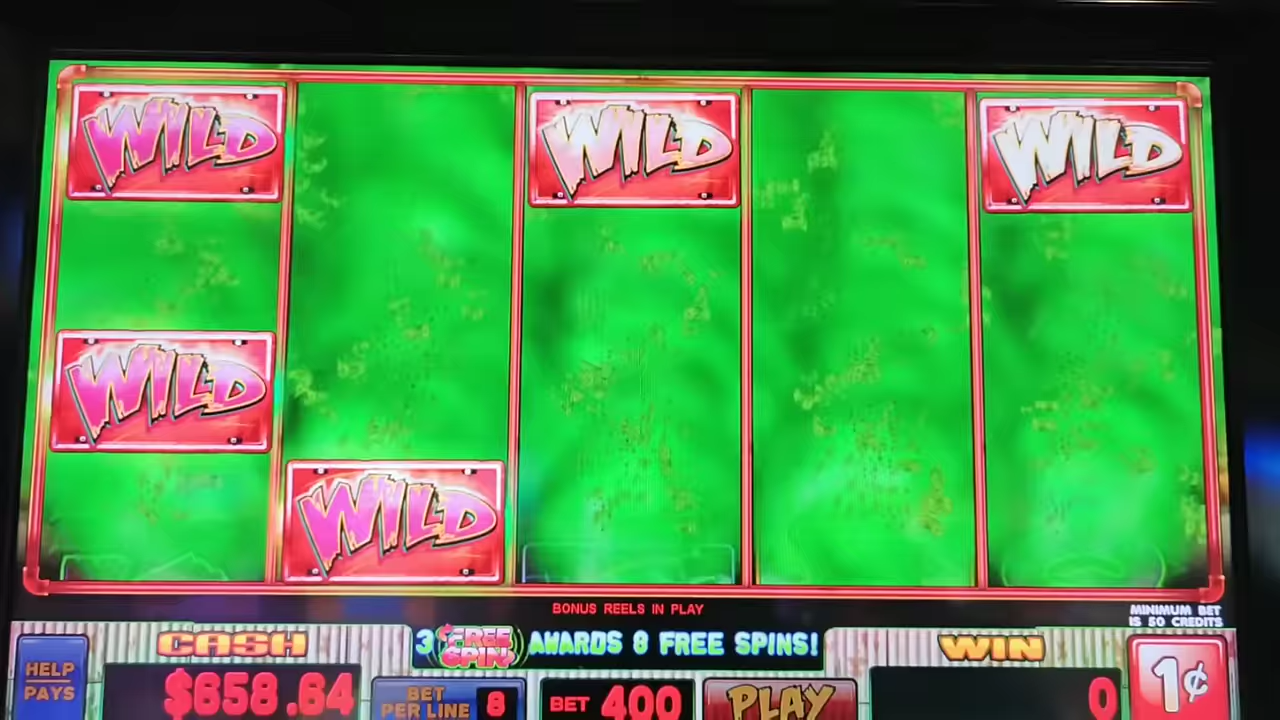 WILD
WILD
WILD
WILD
WILD
BONUS REELS IN PLAY
MINIMUM BET
IS 50 CREDITS
HELP
PAYS
CASH
$658.64
3 FREE SPIN AWARDS 8 FREE SPINS!
BET
PER LINE 8
BET 400
PLAY
WIN
0
1¢